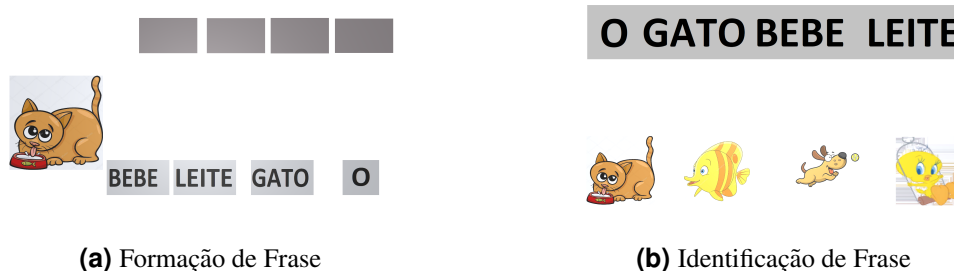 O GATO BEBE LEITE
BEBE LEITE GATO O
(a) Formação de Frase
(b) Identificação de Frase